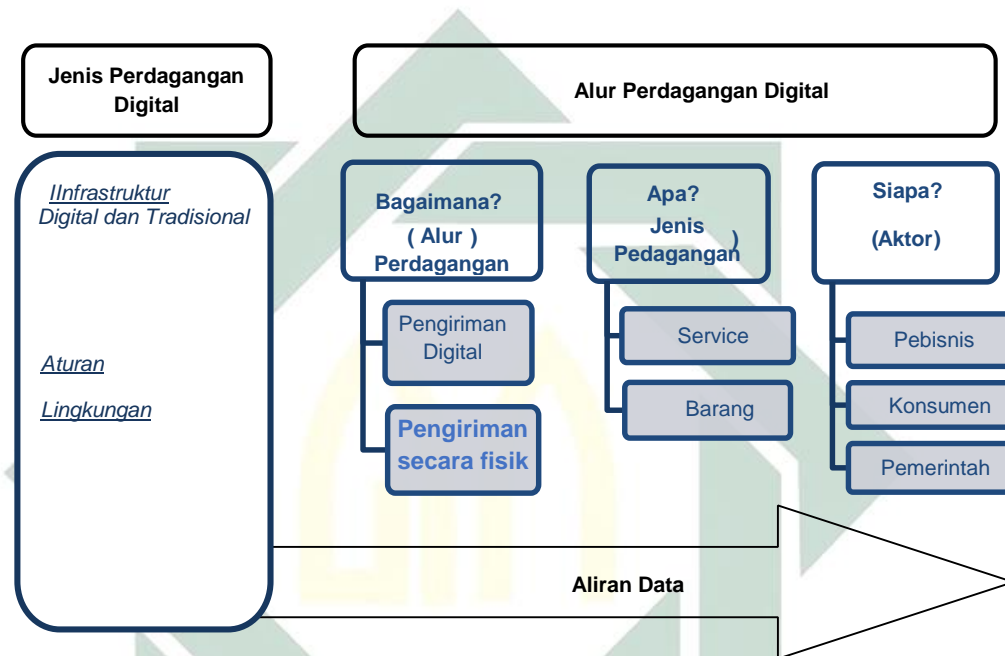 Jenis Perdagangan
Digital
Alur Perdagangan Digital
IInfrastruktur
Digital dan Tradisional
Aturan
Lingkungan
Bagaimana?
( Alur )
Perdagangan
Pengiriman
Digital
Pengiriman
secara fisik
Apa?
Jenis
Pedagangan )
Service
Barang
Siapa?
(Aktor)
Pebisnis
Konsumen
Pemerintah
Aliran Data